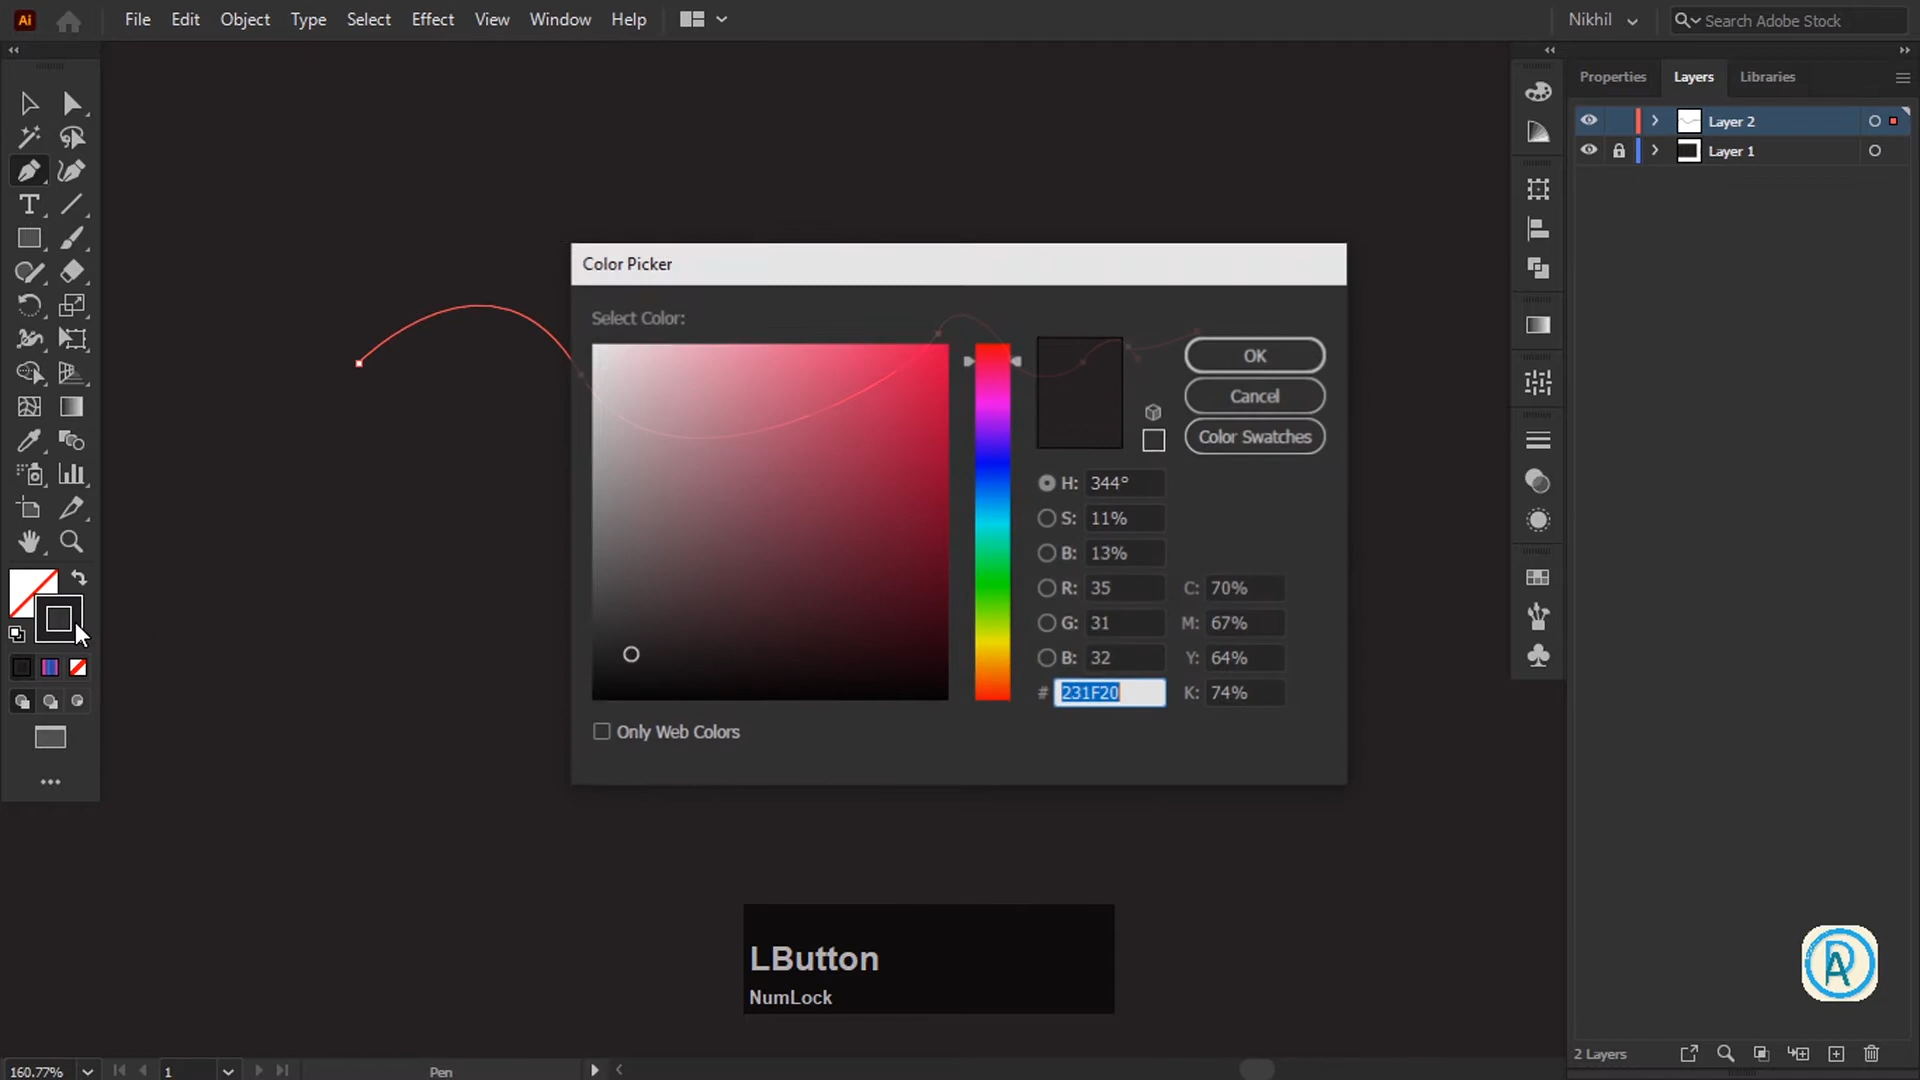 Ai File Edit Object Type Select Effect View Window Help Nikhil Search Adobe Stock
Properties Layers Libraries
Layer 2
Layer 1
Color Picker
Select Color:
OK
Cancel
Color Swatches
H: 344°
S: 11%
B: 13%
R: 35 C: 70%
G: 31 M: 67%
B: 32 Y: 64%
# 231F20 K: 74%
Only Web Colors
LButton
NumLock
2 Layers
160.77% 1 Pen